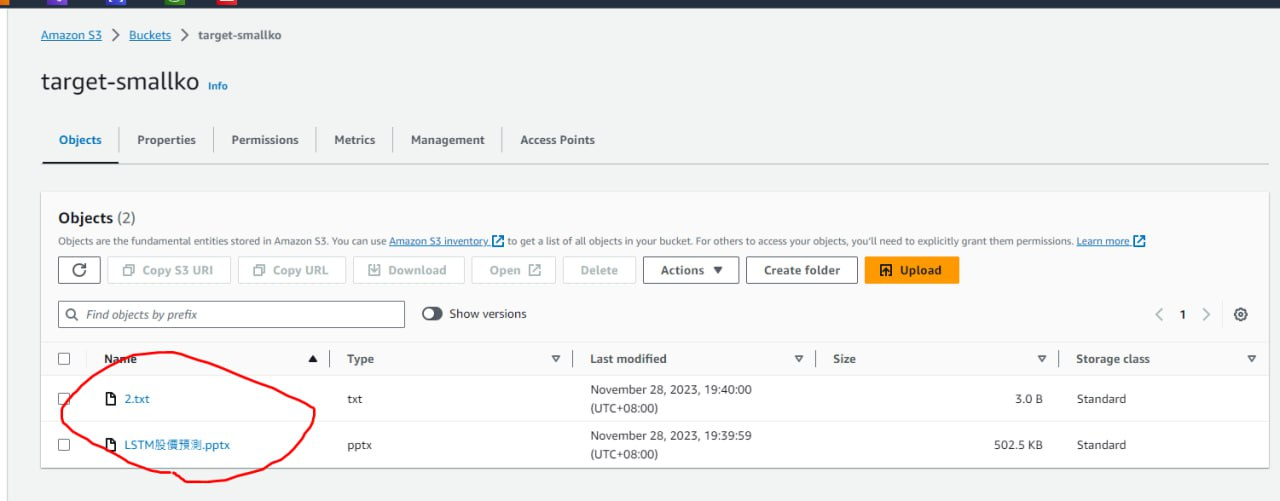 Amazon S3 > Buckets > target-smallko
target-smallko Info
Objects Properties Permissions Metrics Management Access Points
Objects (2)
Objects are the fundamental entities stored in Amazon S3. You can use Amazon S3 inventory to get a list of all objects in your bucket. For others to access your objects, you'll need to explicitly grant them permissions. Learn more
Copy S3 URI Copy URL Download Open Delete Actions Create folder Upload
Find objects by prefix Show versions 1
Name Type Last modified Size Storage class
2.txt txt November 28, 2023, 19:40:00 (UTC+08:00) 3.0 B Standard
LSTM股價預測.pptx pptx November 28, 2023, 19:39:59 (UTC+08:00) 502.5 KB Standard